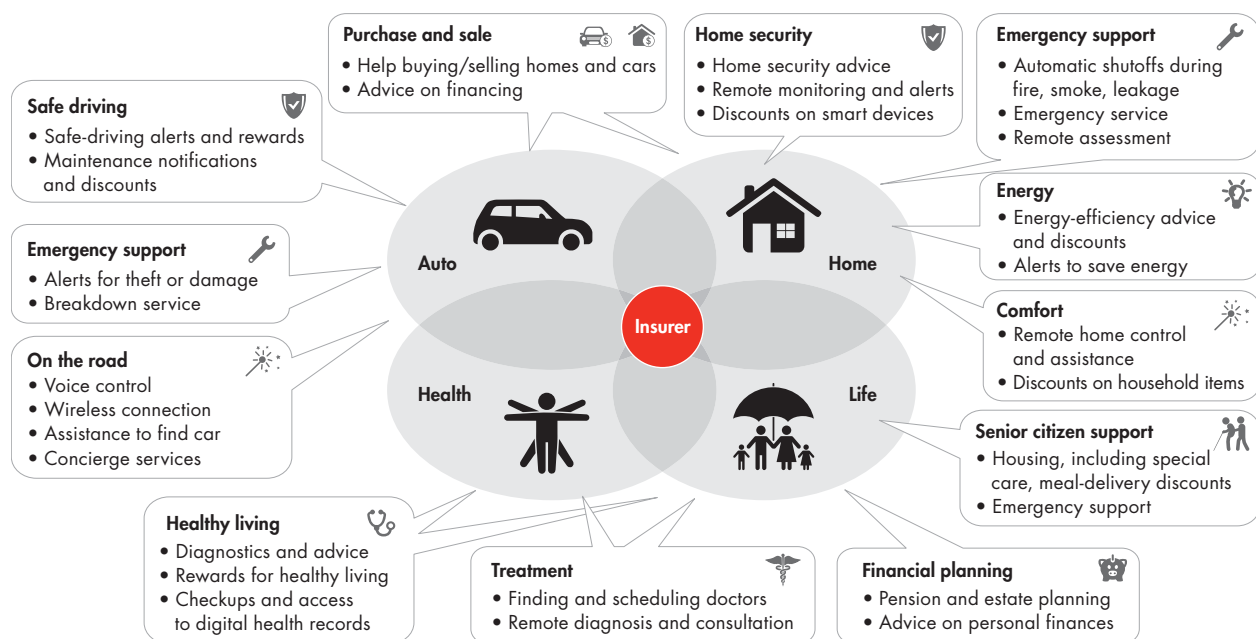 Purchase and sale
• Help buying/selling homes and cars
• Advice on financing
Home security
• Home security advice
• Remote monitoring and alerts
• Discounts on smart devices
Emergency support
• Automatic shutoffs during
fire, smoke, leakage
• Emergency service
• Remote assessment
Safe driving
• Safe-driving alerts and rewards
• Maintenance notifications
and discounts
Energy
• Energy-efficiency advice
and discounts
• Alerts to save energy
Emergency support
• Alerts for theft or damage
• Breakdown service
Auto
Home
Insurer
Comfort
• Remote home control
and assistance
• Discounts on household items
On the road
• Voice control
• Wireless connection
• Assistance to find car
• Concierge services
Health
Life
Senior citizen support
• Housing, including special
care, meal-delivery discounts
• Emergency support
Healthy living
• Diagnostics and advice
• Rewards for healthy living
• Checkups and access
to digital health records
Treatment
• Finding and scheduling doctors
• Remote diagnosis and consultation
Financial planning
• Pension and estate planning
• Advice on personal finances